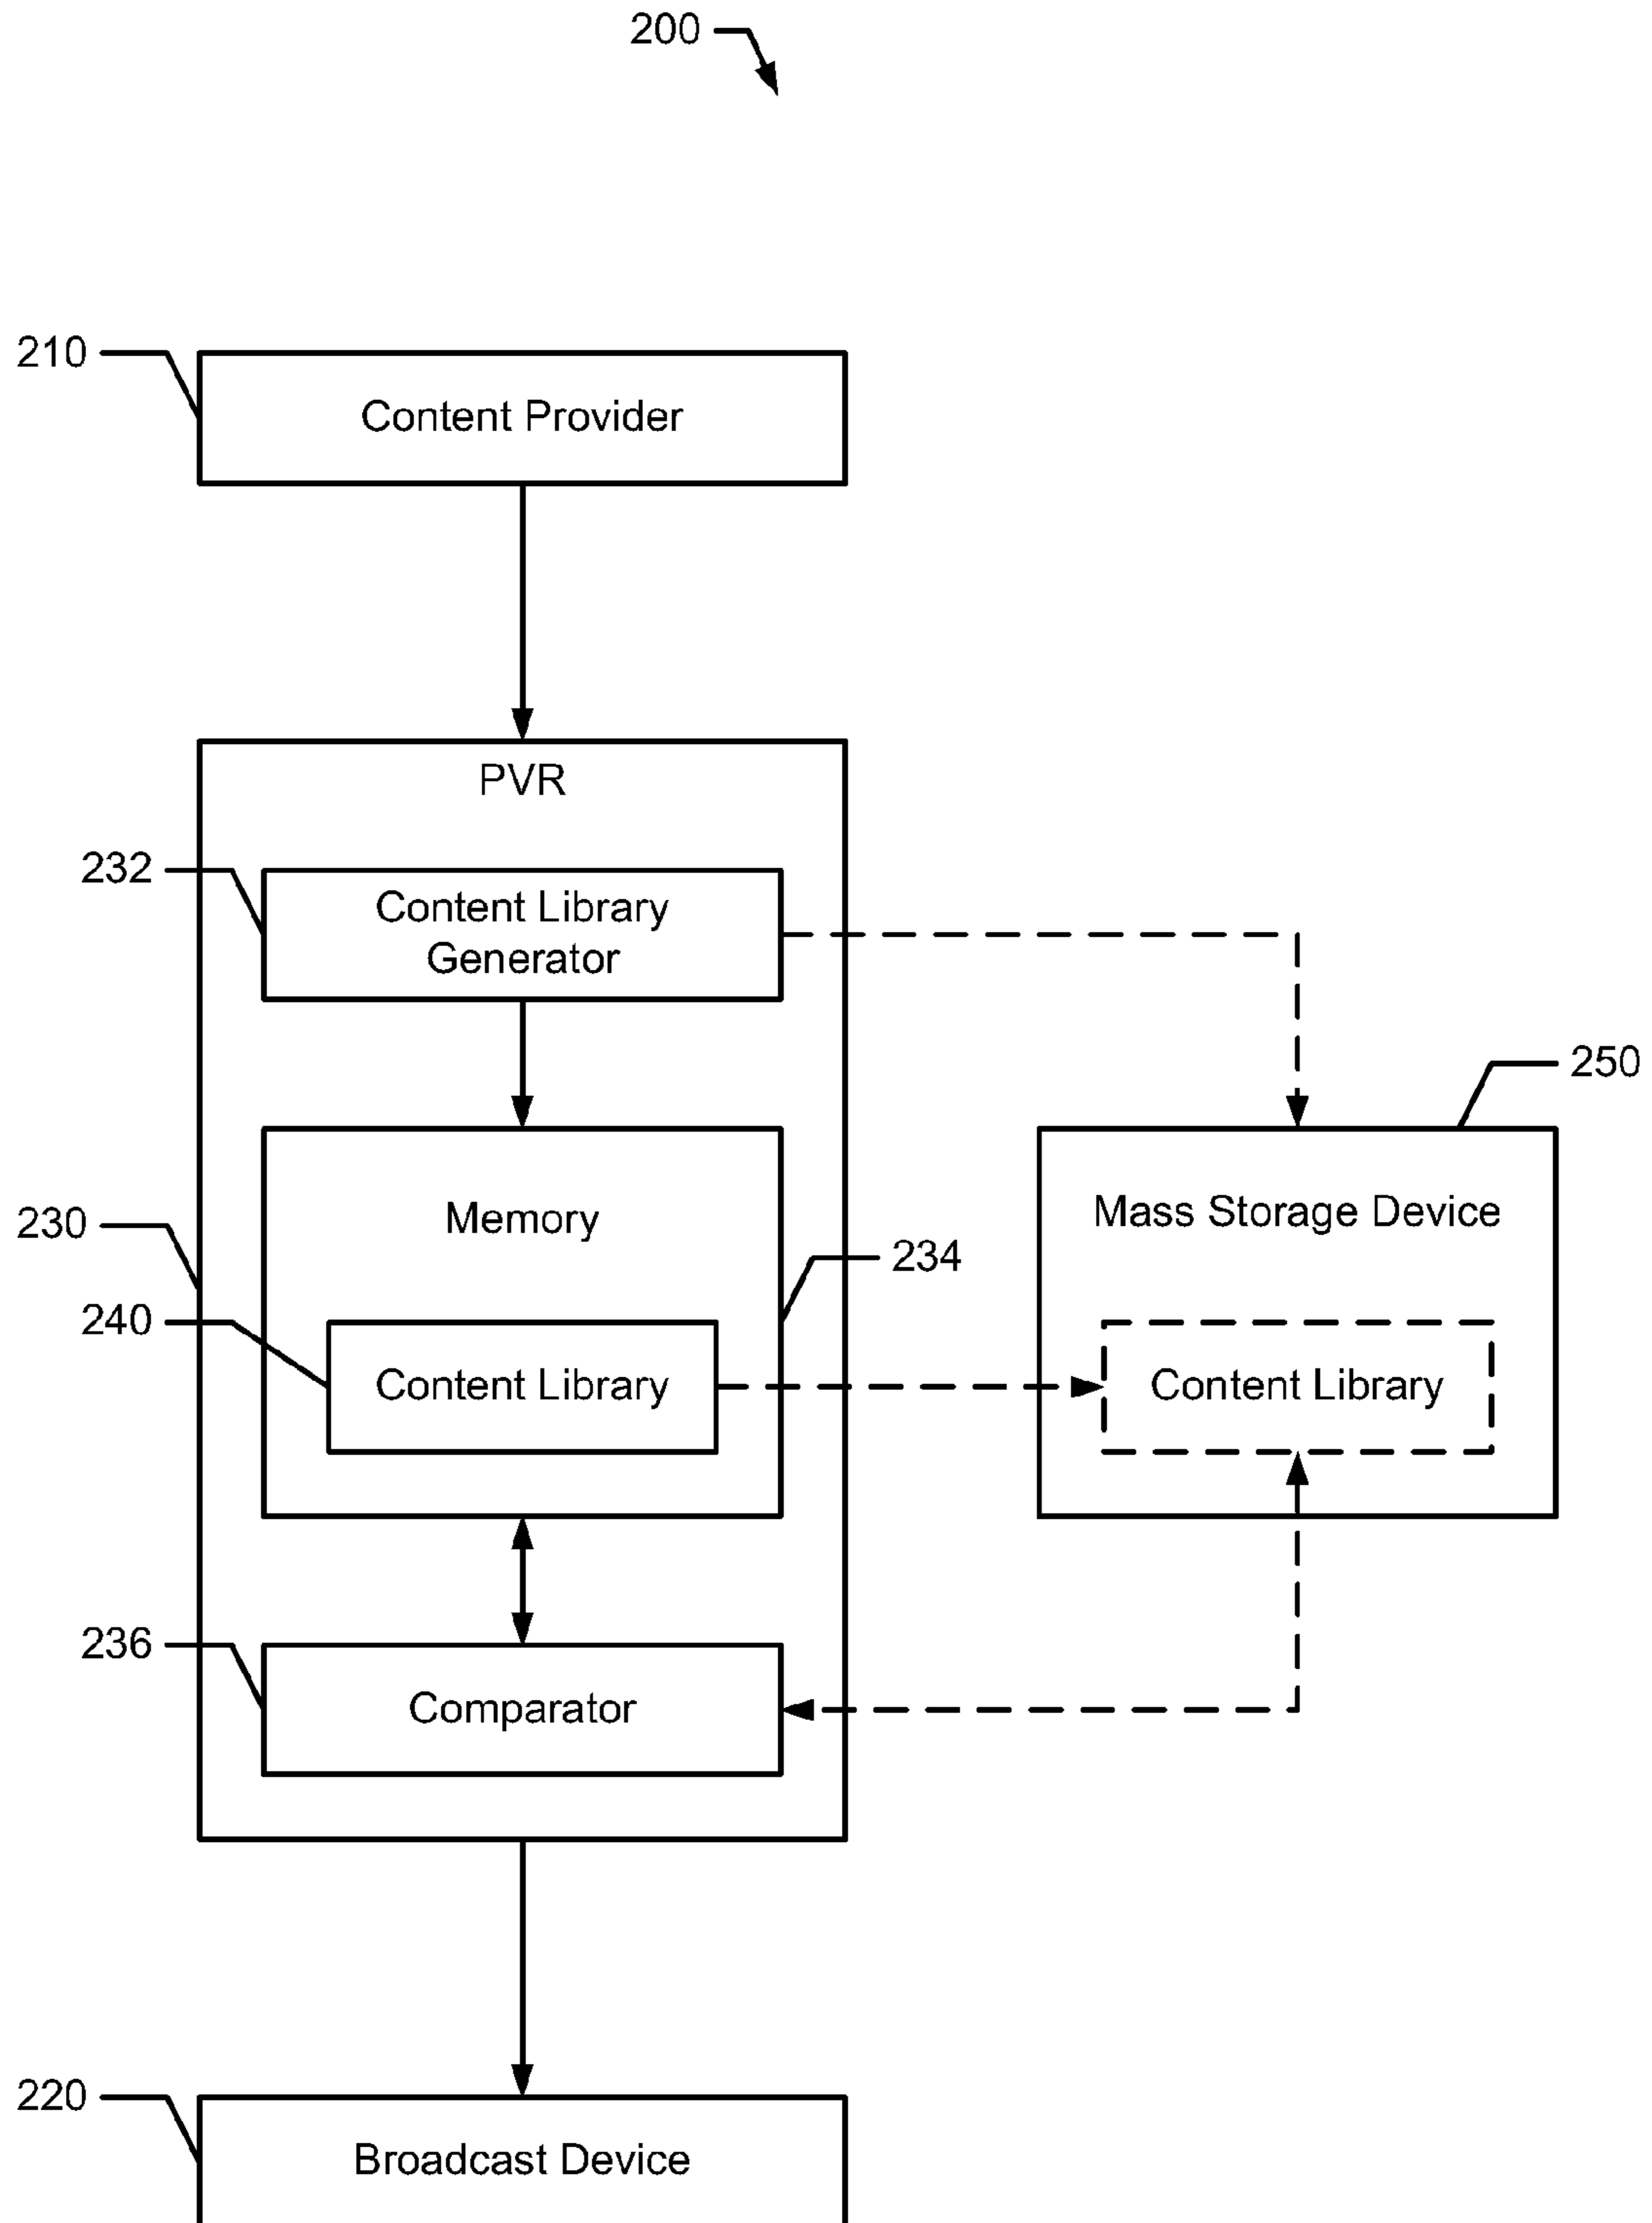 200
210
Content Provider
PVR
232
Content Library
Generator
250
230
Memory
Mass Storage Device
234
240
Content Library
Content Library
236
Comparator
220
Broadcast Device